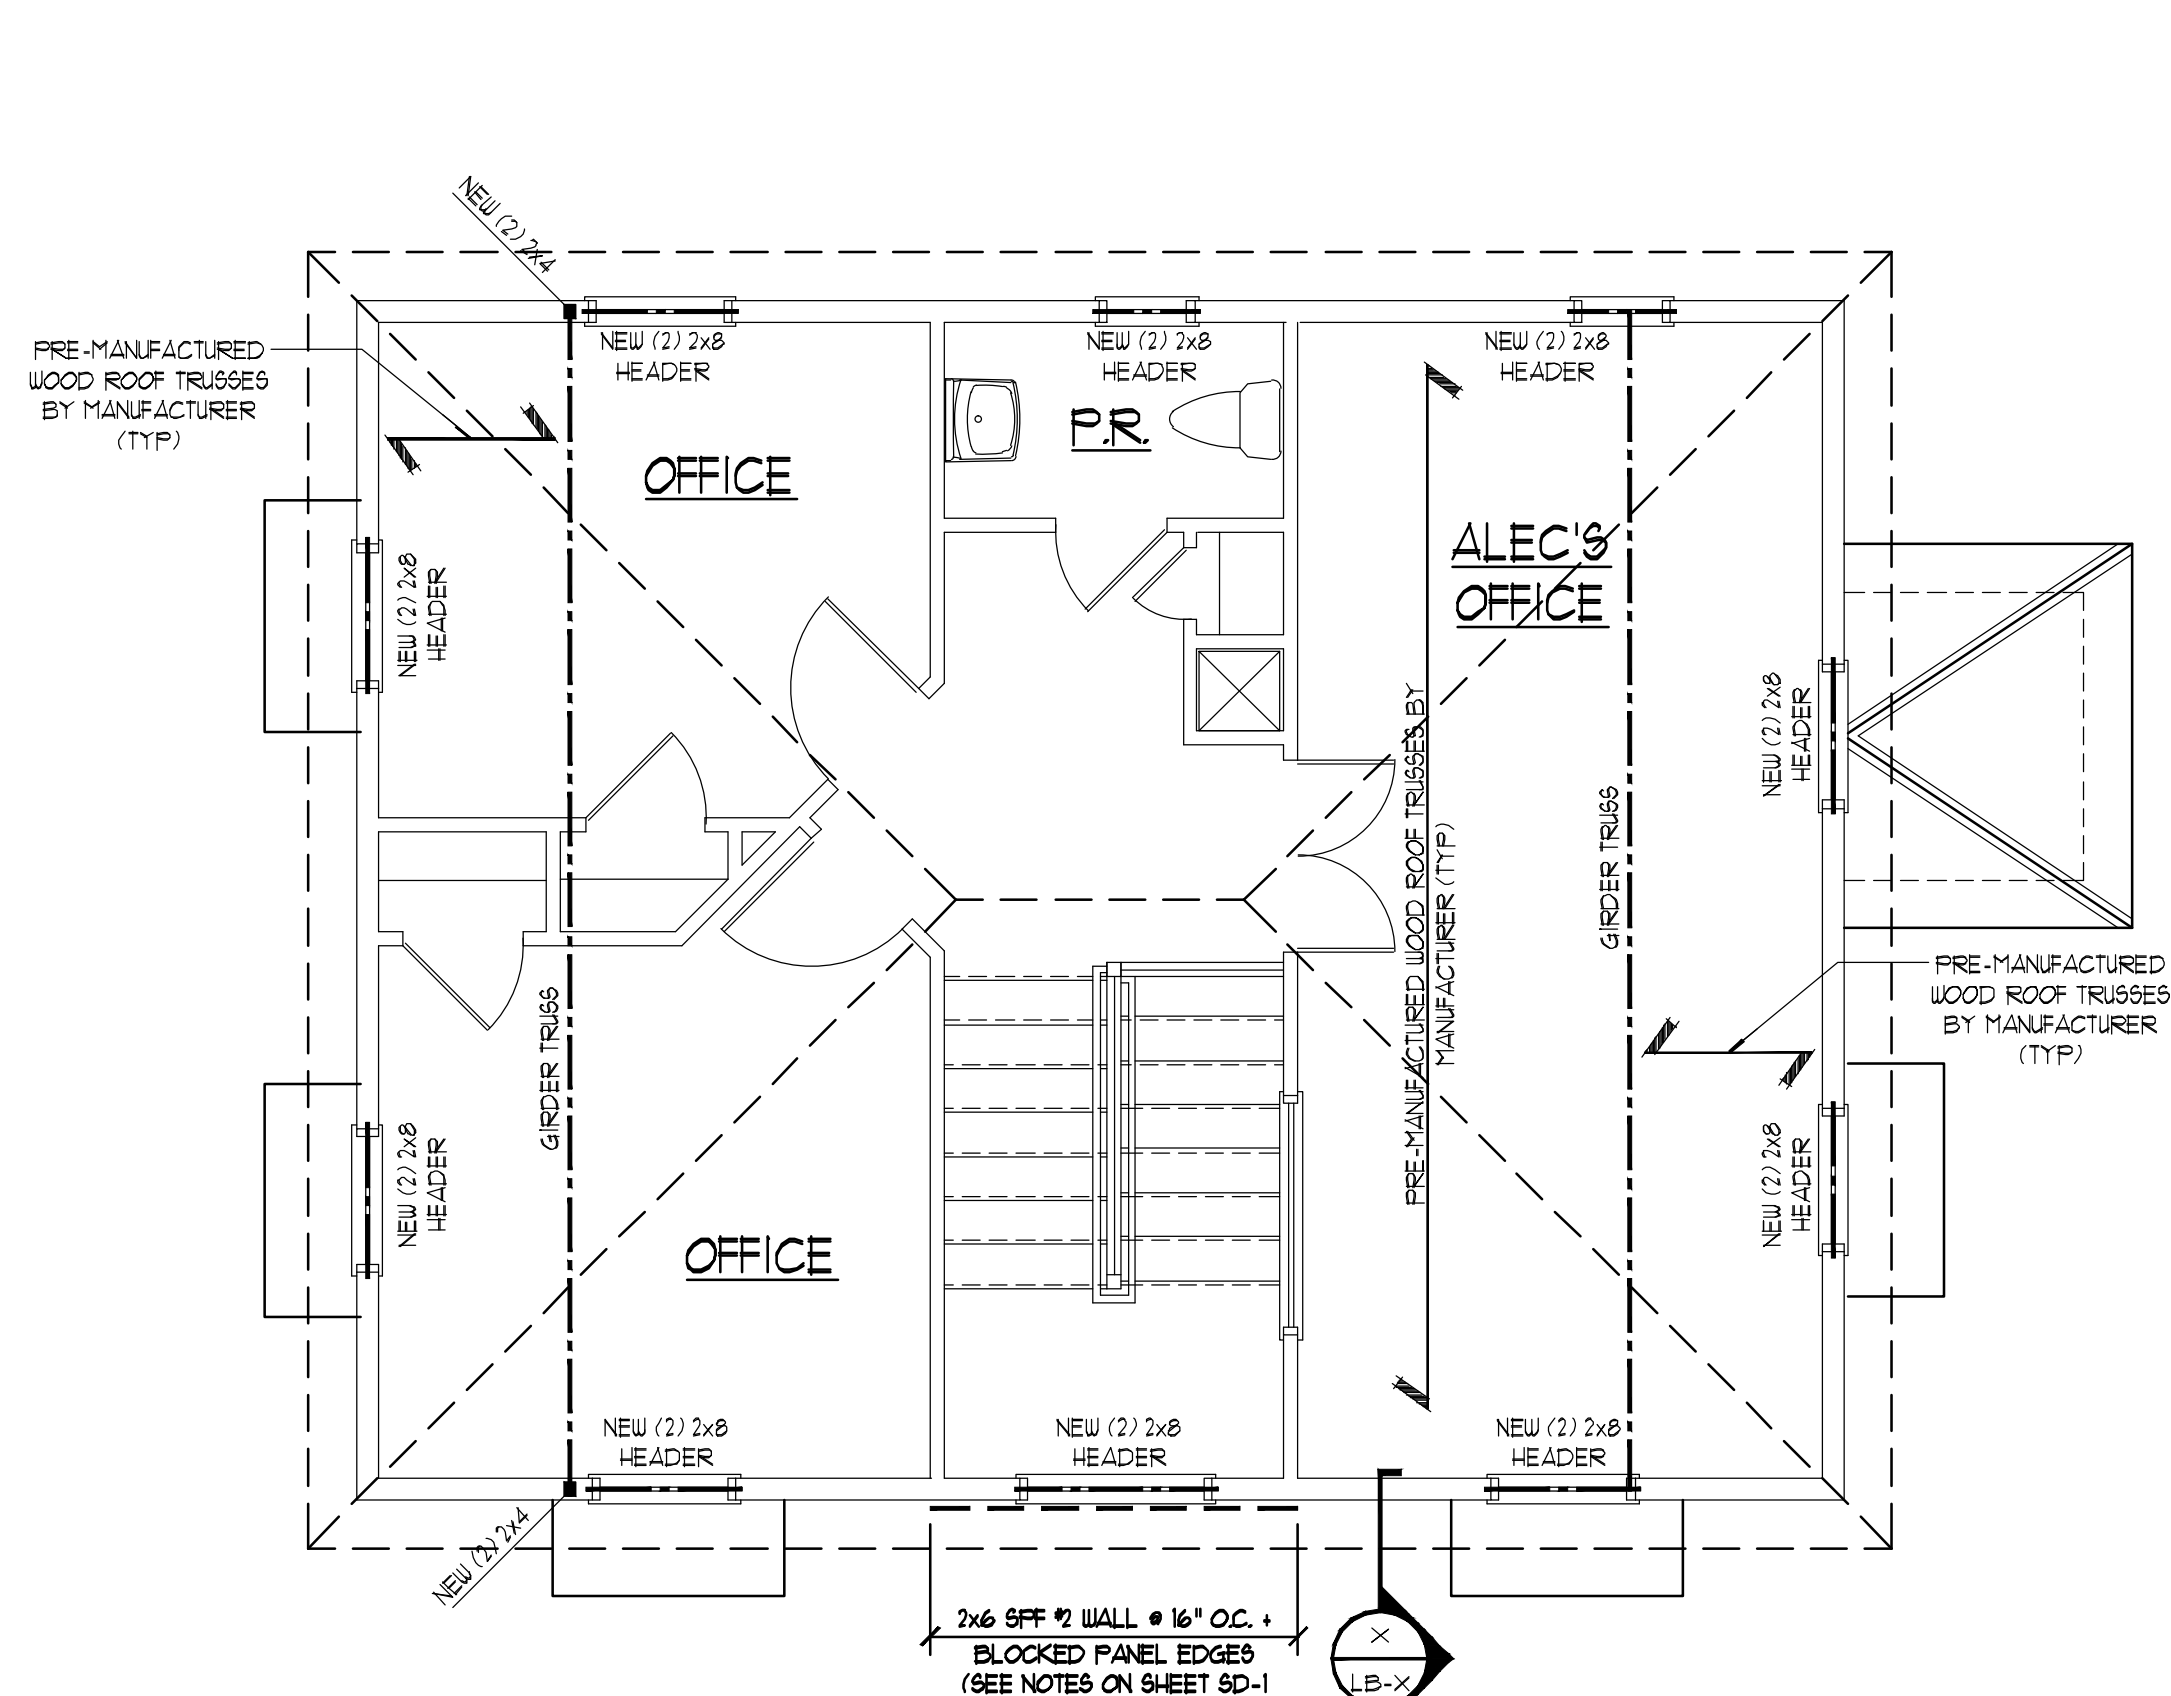 NEW (2) 2x4
PRE-MANUFACTURED
WOOD ROOF TRUSSES
BY MANUFACTURER
(TYP)
NEW (2) 2x8
HEADER
NEW (2) 2x8
HEADER
NEW (2) 2x8
HEADER
P.R.
OFFICE
ALEC'S
OFFICE
NEW (2) 2x8
HEADER
NEW (2) 2x8
HEADER
PRE-MANUFACTURED WOOD ROOF TRUSSES BY
MANUFACTURER (TYP)
GIRDER TRUSS
PRE-MANUFACTURED
WOOD ROOF TRUSSES
BY MANUFACTURER
(TYP)
GIRDER TRUSS
NEW (2) 2x8
HEADER
NEW (2) 2x8
HEADER
OFFICE
NEW (2) 2x8
HEADER
NEW (2) 2x8
HEADER
NEW (2) 2x8
HEADER
NEW (2) 2x4
2x6 SPF #2 WALL @ 16" O.C. +
BLOCKED PANEL EDGES
(SEE NOTES ON SHEET SD-1
X
LB-X